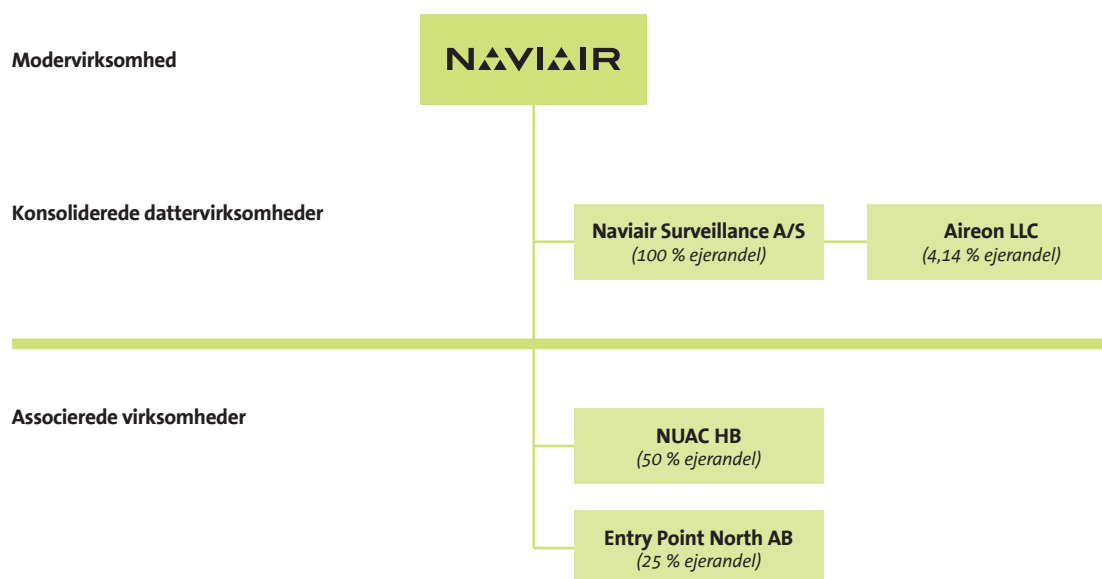 Modervirksomhed
NAVIAIR
Konsoliderede dattervirksomheder
Naviair Surveillance A/S
(100 % ejerandel)
Aireon LLC
(4,14 % ejerandel)
Associerede virksomheder
NUAC HB
(50 % ejerandel)
Entry Point North AB
(25 % ejerandel)